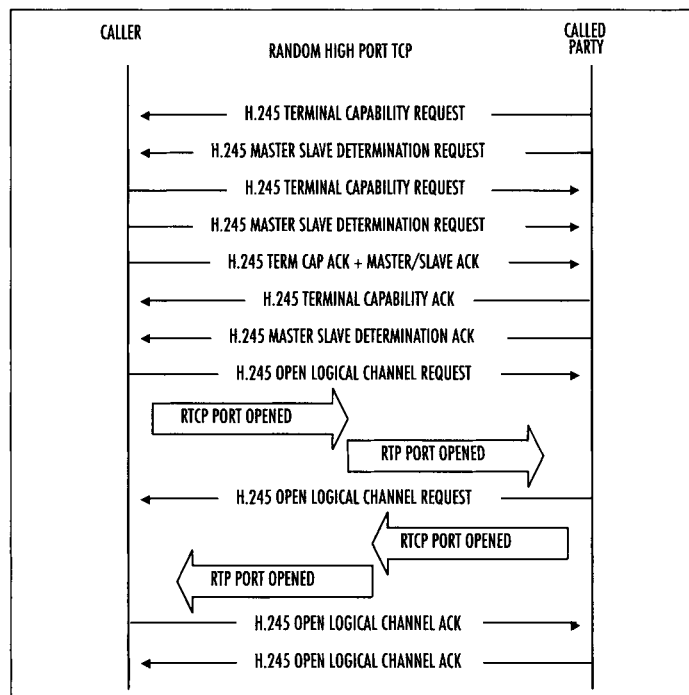 CALLER
RANDOM HIGH PORT TCP
CALLED
PARTY
H.245 TERMINAL CAPABILITY REQUEST
H.245 MASTER SLAVE DETERMINATION REQUEST
H.245 TERMINAL CAPABILITY REQUEST
H.245 MASTER SLAVE DETERMINATION REQUEST
H.245 TERM CAP ACK + MASTER/SLAVE ACK
H.245 TERMINAL CAPABILITY ACK
H.245 MASTER SLAVE DETERMINATION ACK
H.245 OPEN LOGICAL CHANNEL REQUEST
RTCP PORT OPENED
RTP PORT OPENED
H.245 OPEN LOGICAL CHANNEL REQUEST
RTCP PORT OPENED
RTP PORT OPENED
H.245 OPEN LOGICAL CHANNEL ACK
H.245 OPEN LOGICAL CHANNEL ACK